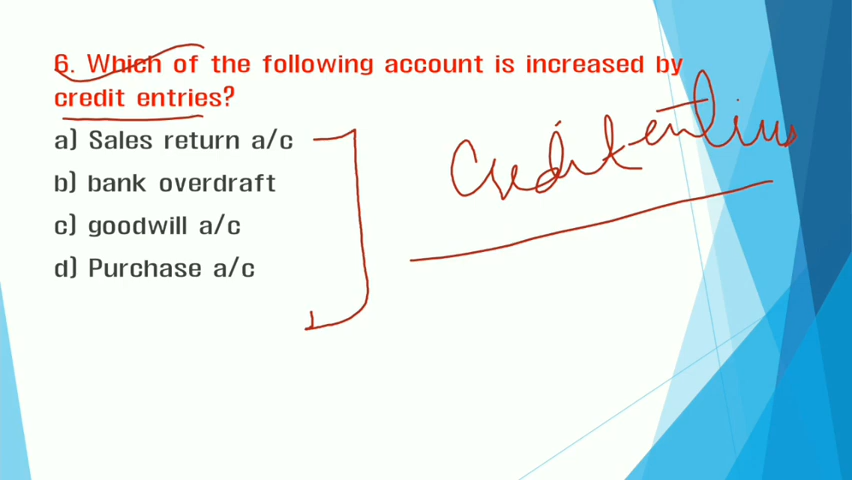 6. Which of the following account is increased by
credit entries?
a) Sales return a/c
b) bank overdraft
c) goodwill a/c
d) Purchase a/c
Credit entries